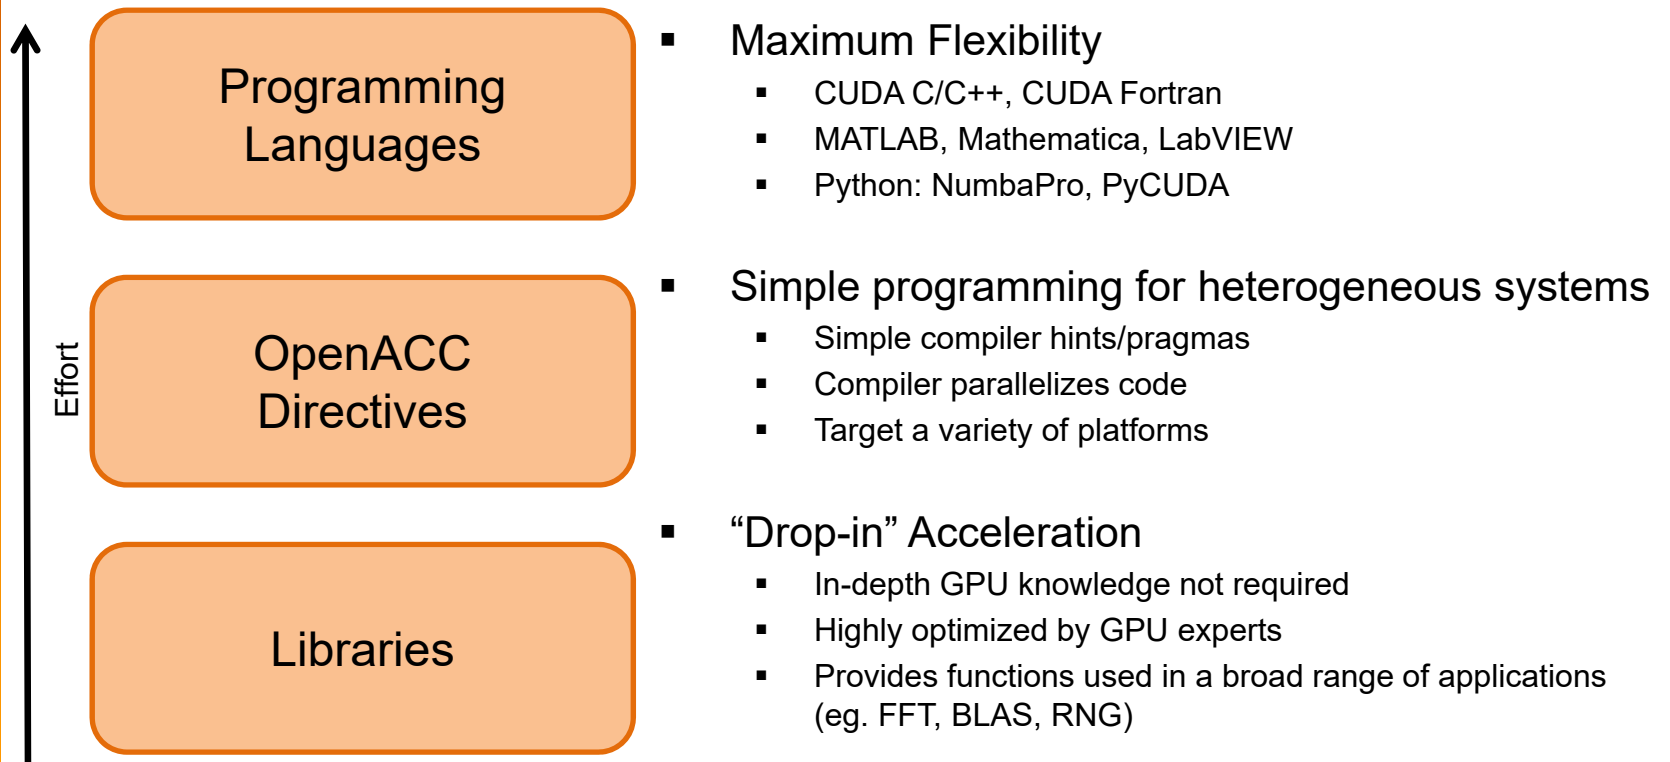 Effort
Programming
Languages
▪ Maximum Flexibility
▪ CUDA C/C++, CUDA Fortran
▪ MATLAB, Mathematica, LabVIEW
▪ Python: NumbaPro, PyCUDA
OpenACC
Directives
▪ Simple programming for heterogeneous systems
▪ Simple compiler hints/pragmas
▪ Compiler parallelizes code
▪ Target a variety of platforms
Libraries
▪ “Drop-in” Acceleration
▪ In-depth GPU knowledge not required
▪ Highly optimized by GPU experts
▪ Provides functions used in a broad range of applications
(eg. FFT, BLAS, RNG)